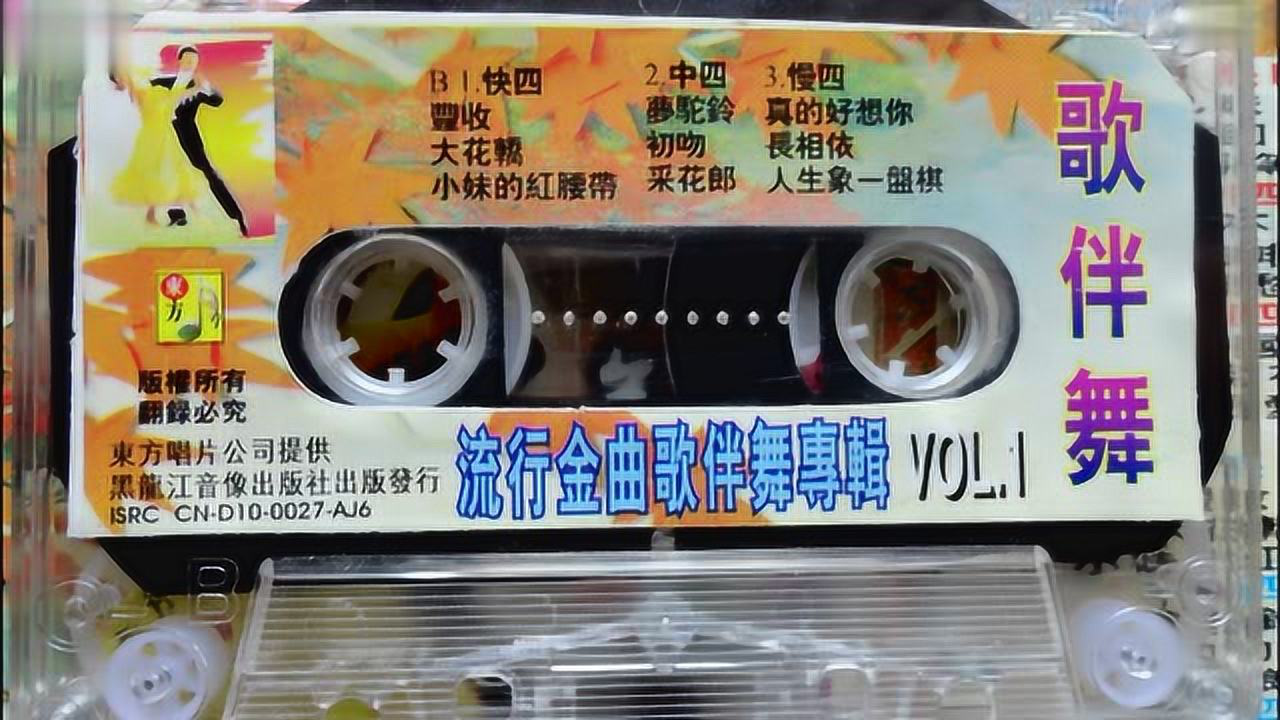 B 1.快四
豐收
大花轎
小妹的紅腰帶
2.中四
夢駝鈴
初吻
采花郎
3.慢四
真的好想你
長相依
人生象一盤棋
歌伴舞
東方
版權所有
翻録必究
東方唱片公司提供
黑龍江音像出版社出版發行
ISRC CN-D10-0027-AJ6
流行金曲歌伴舞專輯 VOL.1
B